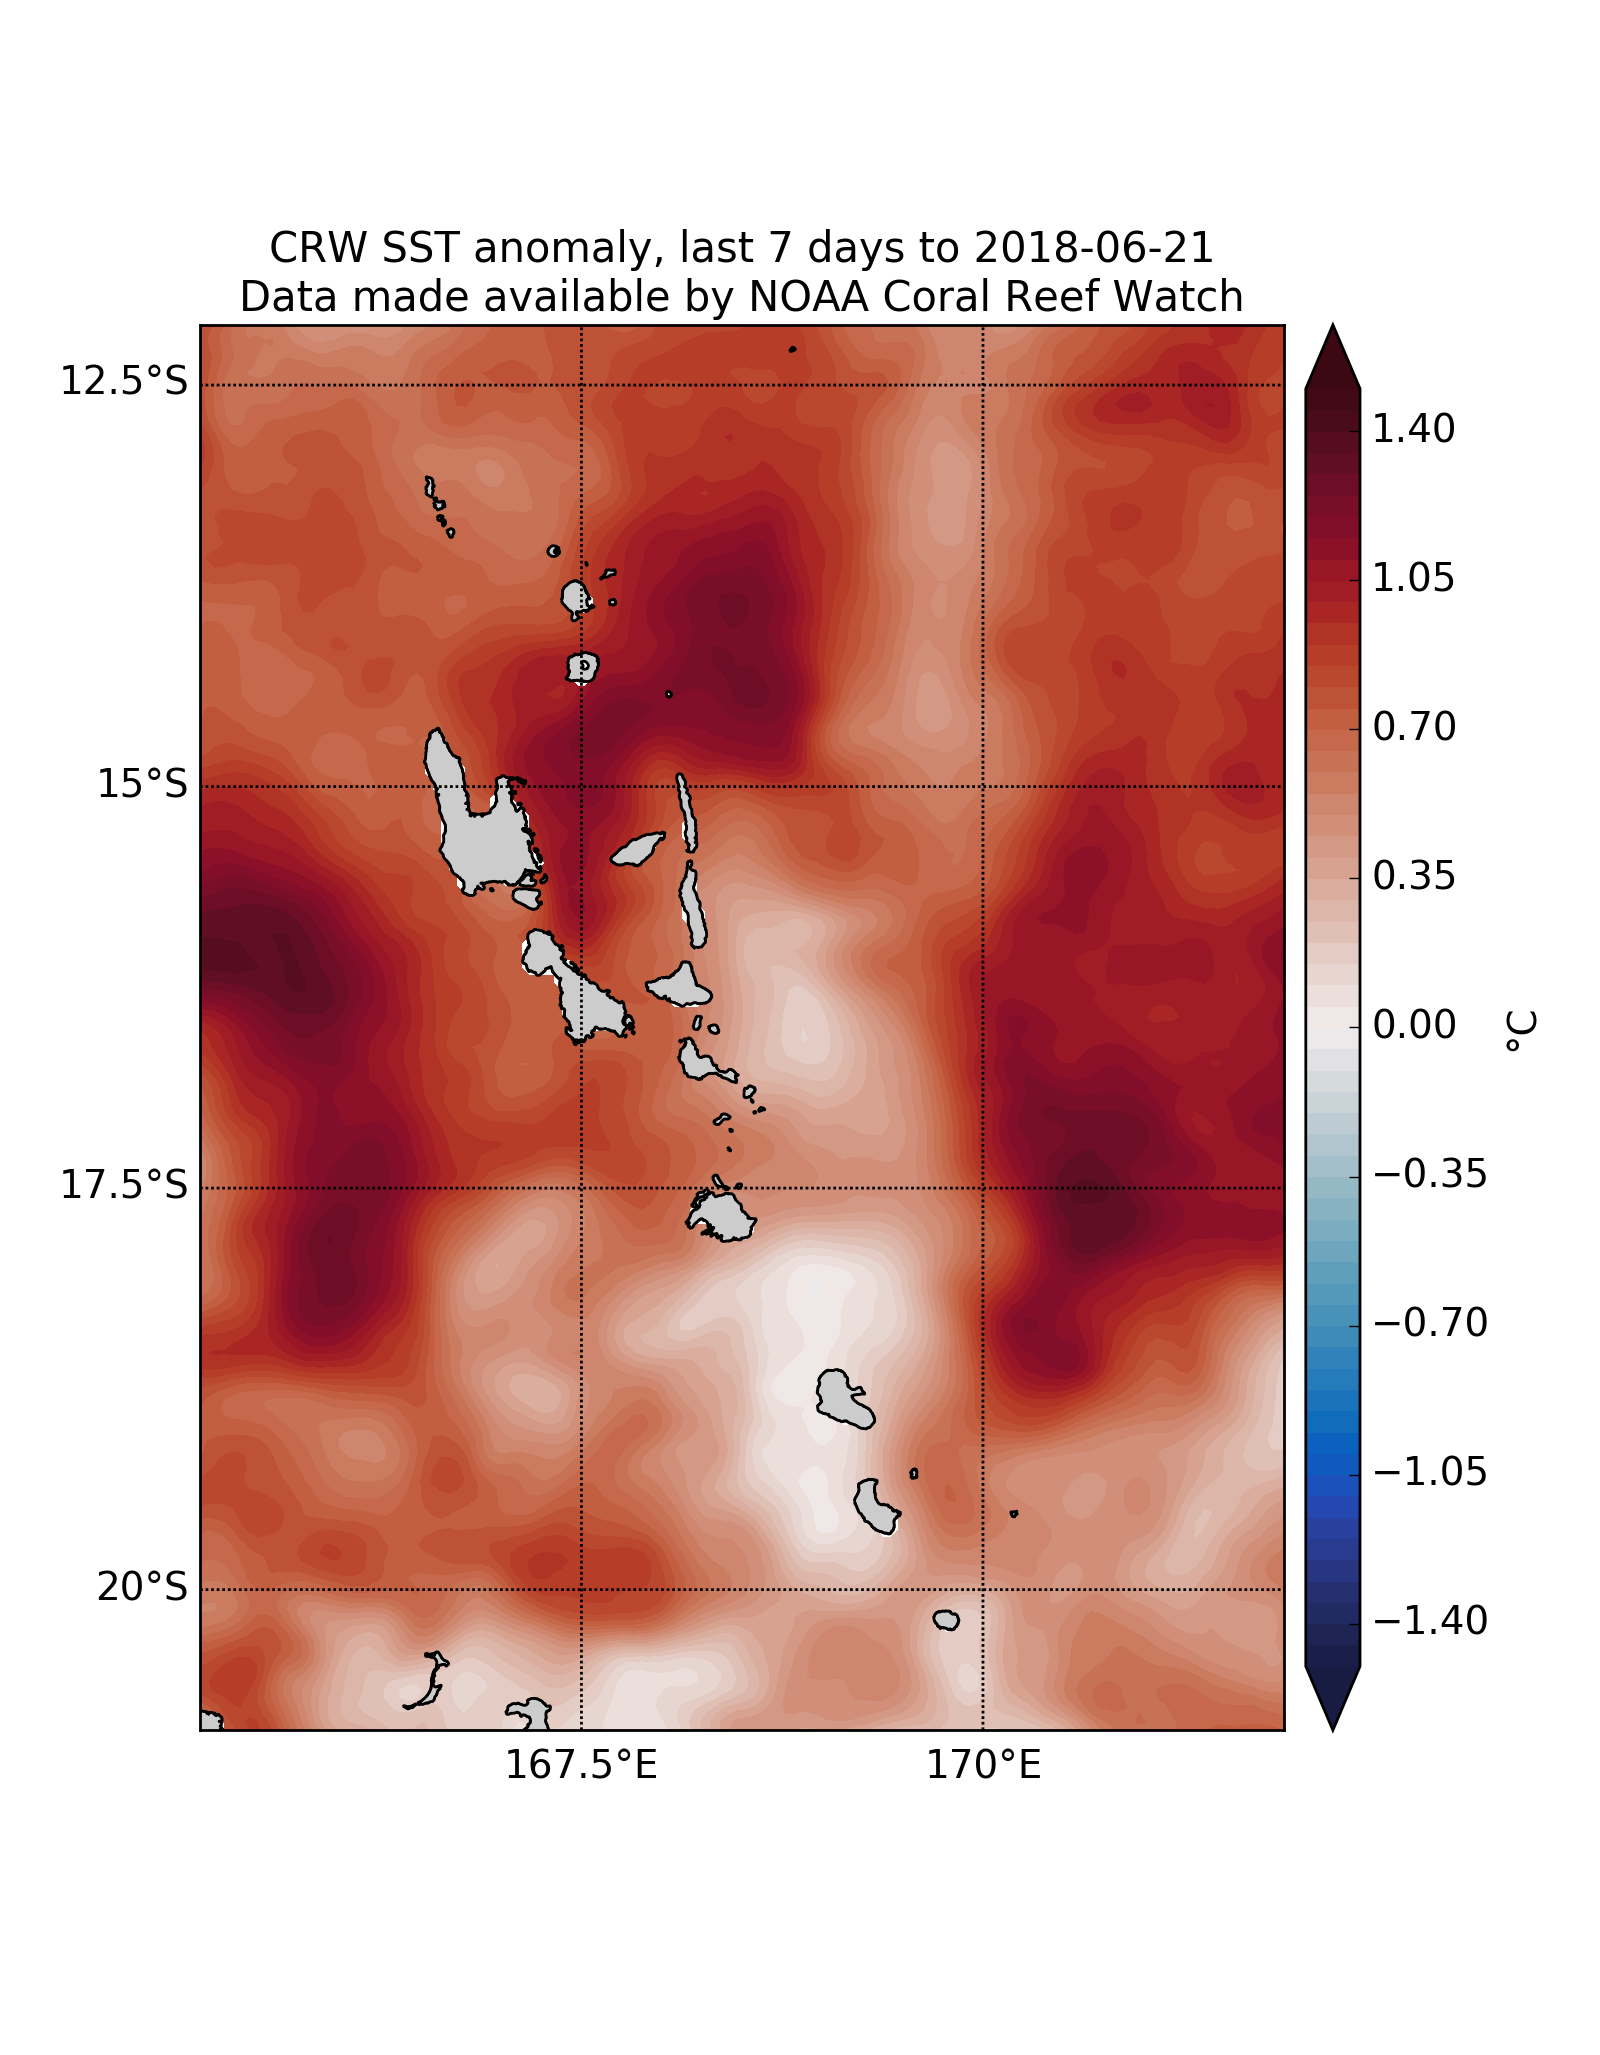 CRW SST anomaly, last 7 days to 2018-06-21
Data made available by NOAA Coral Reef Watch
12.5°S
15°S
17.5°S
20°S
167.5°E
170°E
1.40
1.05
0.70
0.35
0.00
−0.35
−0.70
−1.05
−1.40
°C